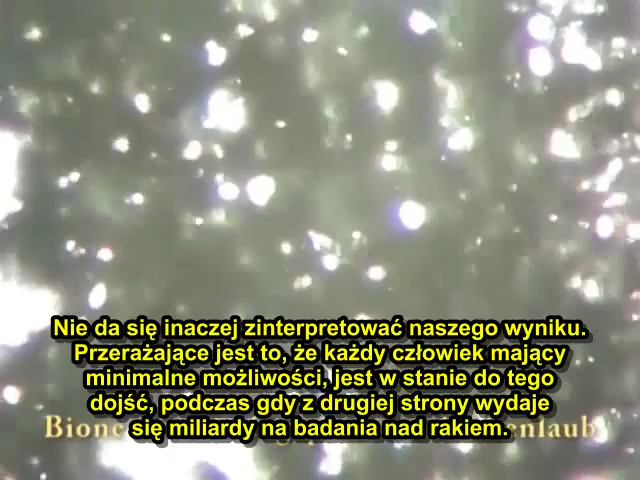 Nie da się inaczej zinterpretować naszego wyniku.
Przerażające jest to, że każdy człowiek mający
minimalne możliwości, jest w stanie do tego
dojść, podczas gdy z drugiej strony wydaje
się miliardy na badania nad rakiem.